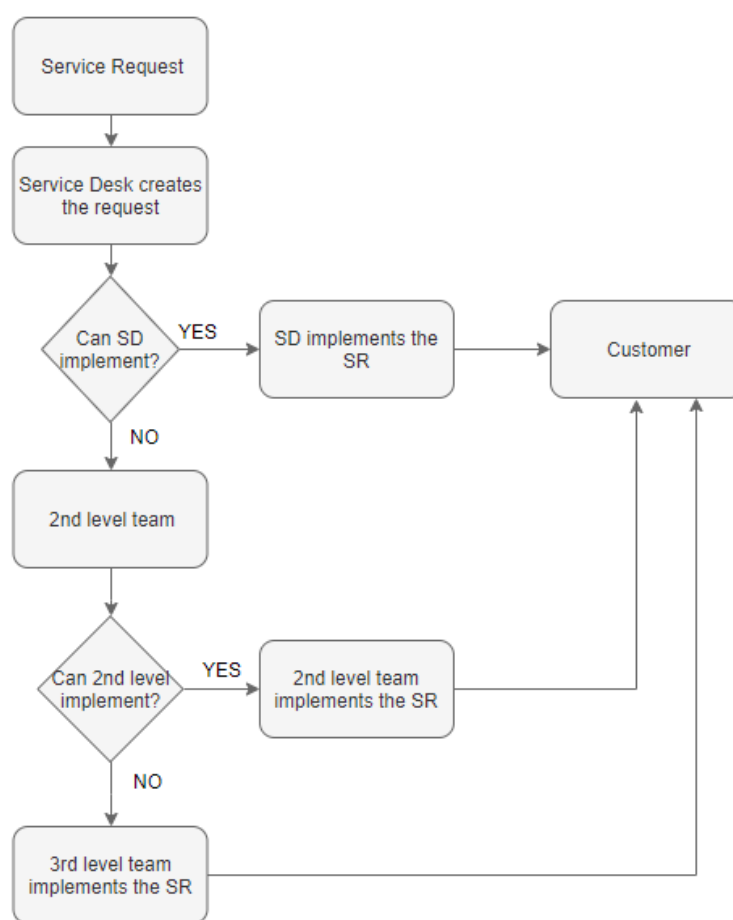 Service Request
Service Desk creates
the request
Can SD
implement?
YES
SD implements the
SR
Customer
NO
2nd level team
Can 2nd level
implement?
YES
2nd level team
implements the SR
NO
3rd level team
implements the SR